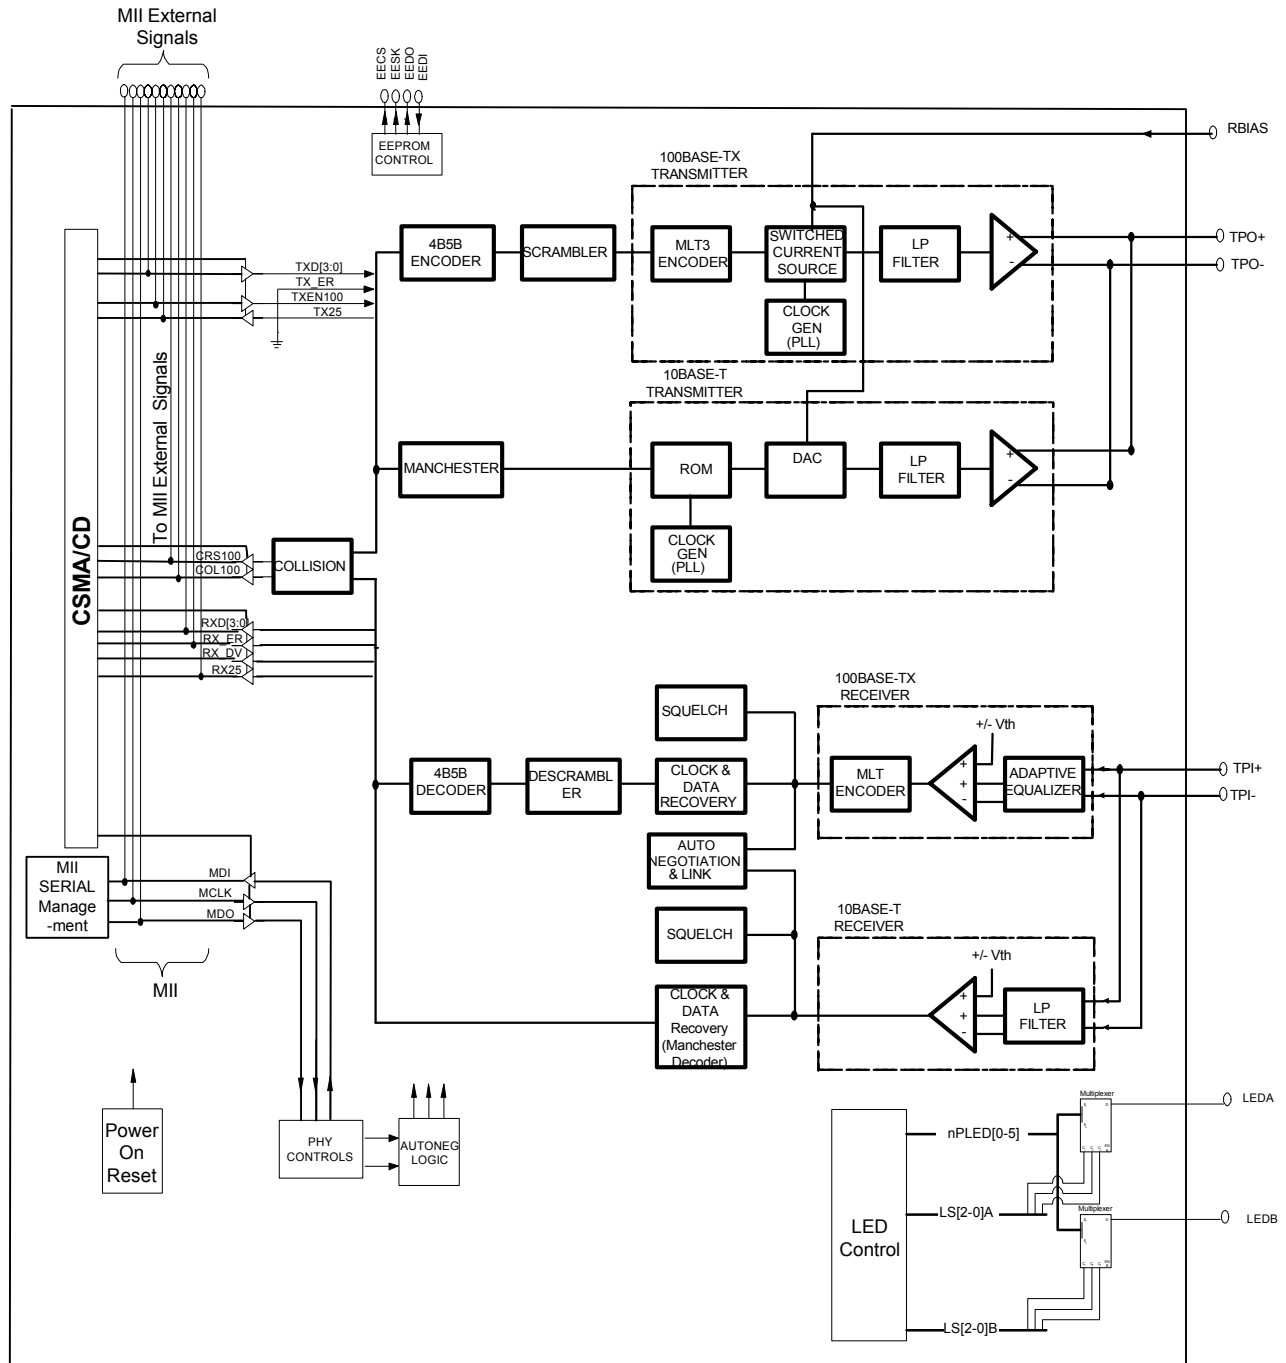 MII External
Signals
EECS
EESK
EEDO
EEDI
EEPROM
CONTROL
RBIAS
100BASE-TX
TRANSMITTER
4B5B
ENCODER
SCRAMBLER
MLT3
ENCODER
SWITCHED
CURRENT
SOURCE
LP
FILTER
+
-
TPO+
TPO-
CLOCK
GEN
(PLL)
TXD[3:0]
TX_ER
TXEN100
TX25
To MII External Signals
10BASE-T
TRANSMITTER
MANCHESTER
ROM
DAC
LP
FILTER
+
-
CLOCK
GEN
(PLL)
CSMA/CD
CRS100
COL100
COLLISION
RXD[3:0]
RX_ER
RX_DV
RX25
100BASE-TX
RECEIVER
SQUELCH
+/- Vth
4B5B
DECODER
DESCRAMBL
ER
CLOCK &
DATA
RECOVERY
MLT
ENCODER
+
+
-
ADAPTIVE
EQUALIZER
TPI+
TPI-
AUTO
NEGOTIATION
& LINK
MII
SERIAL
Manage
-ment
MDI
MCLK
MDO
MII
10BASE-T
RECEIVER
SQUELCH
+/- Vth
CLOCK &
DATA
Recovery
(Manchester
Decoder)
+
+
-
LP
FILTER
Power
On
Reset
PHY
CONTROLS
AUTONEG
LOGIC
LED
Control
nPLED[0-5]
LS[2-0]A
LS[2-0]B
Multiplexer
LEDA
Multiplexer
LEDB